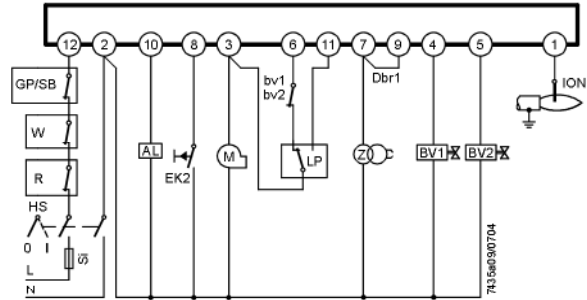 12 2 10 8 3 6 11 7 9 4 5 1
GP/SB
bv1
bv2
Dbr1
ION
W
AL
M
LP
Z
BV1
BV2
EK2
R
HS
0 I
Si
L
N
7435a09/0704